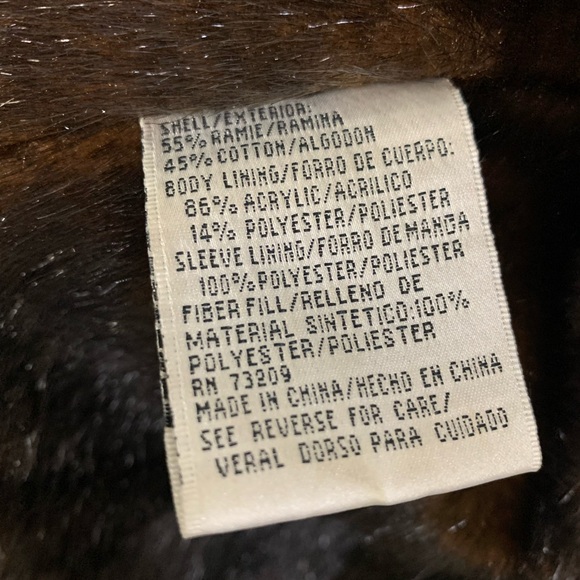 SHELL/EXTERIOR:
55% RAMIE/RAMINA
45% COTTON/ALGODON
BODY LINING/FORRO DE CUERPO:
86% ACRYLIC/ACRILICO
14% POLYESTER/POLIESTER
SLEEVE LINING/FORRO DE MANGA
100% POLYESTER/POLIESTER
FIBER FILL/RELLENO DE
MATERIAL SINTETICO:100%
POLYESTER/POLIESTER
RN 73209
MADE IN CHINA/HECHO EN CHINA
SEE REVERSE FOR CARE/
VERAL DORSO PARA CUIDADO